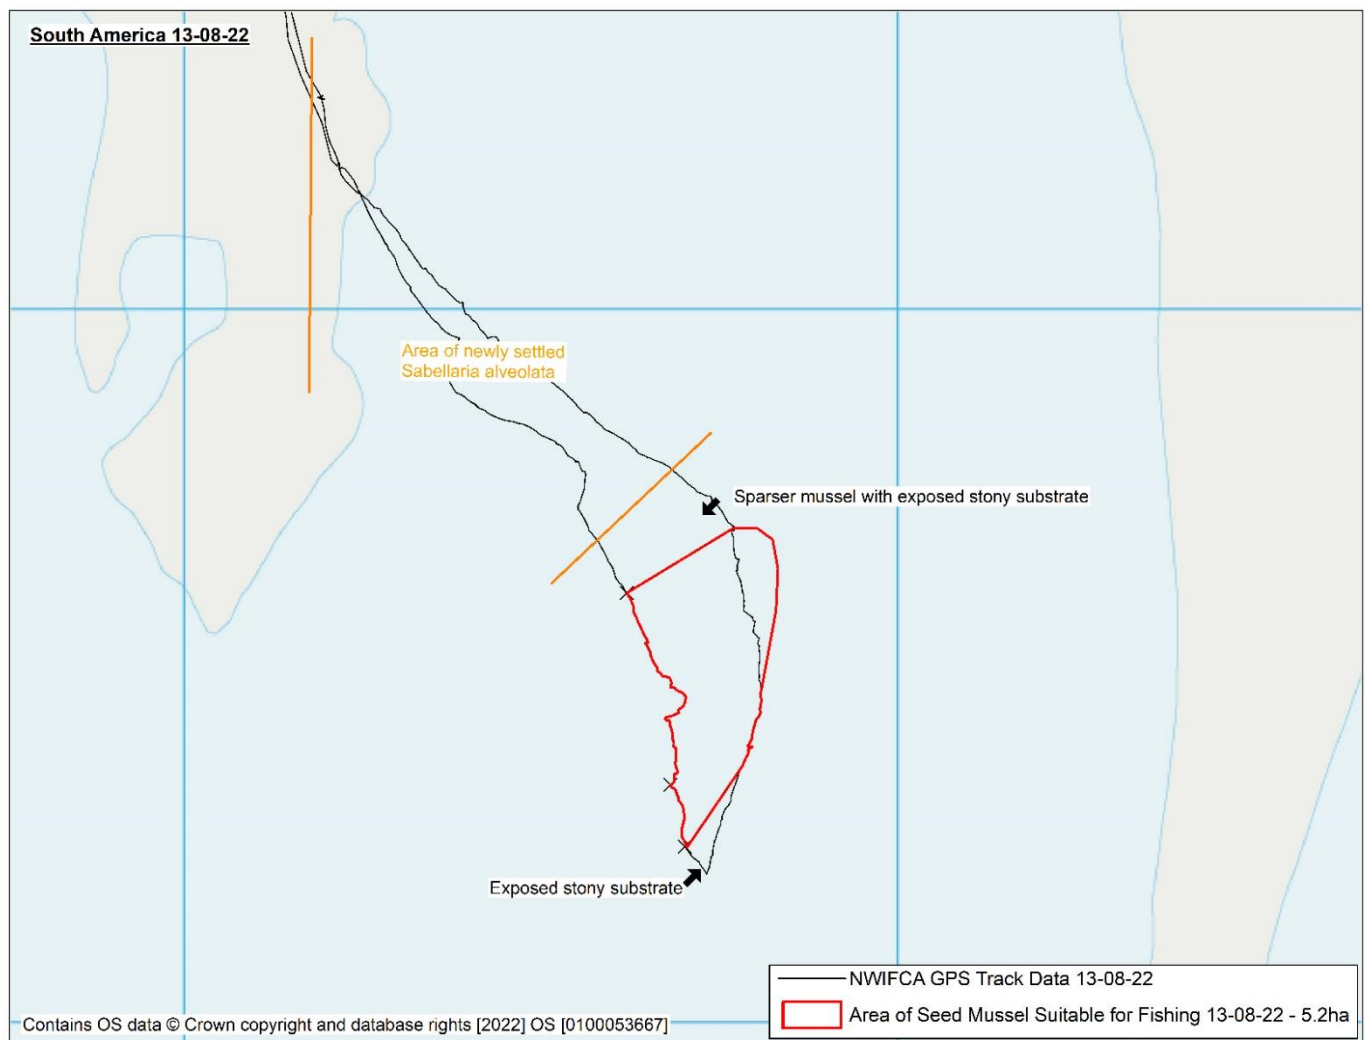 South America 13-08-22
Area of newly settled
Sabellaria alveolata
Sparser mussel with exposed stony substrate
Exposed stony substrate
NWIFCA GPS Track Data 13-08-22
Area of Seed Mussel Suitable for Fishing 13-08-22 - 5.2ha
Contains OS data © Crown copyright and database rights [2022] OS [0100053667]